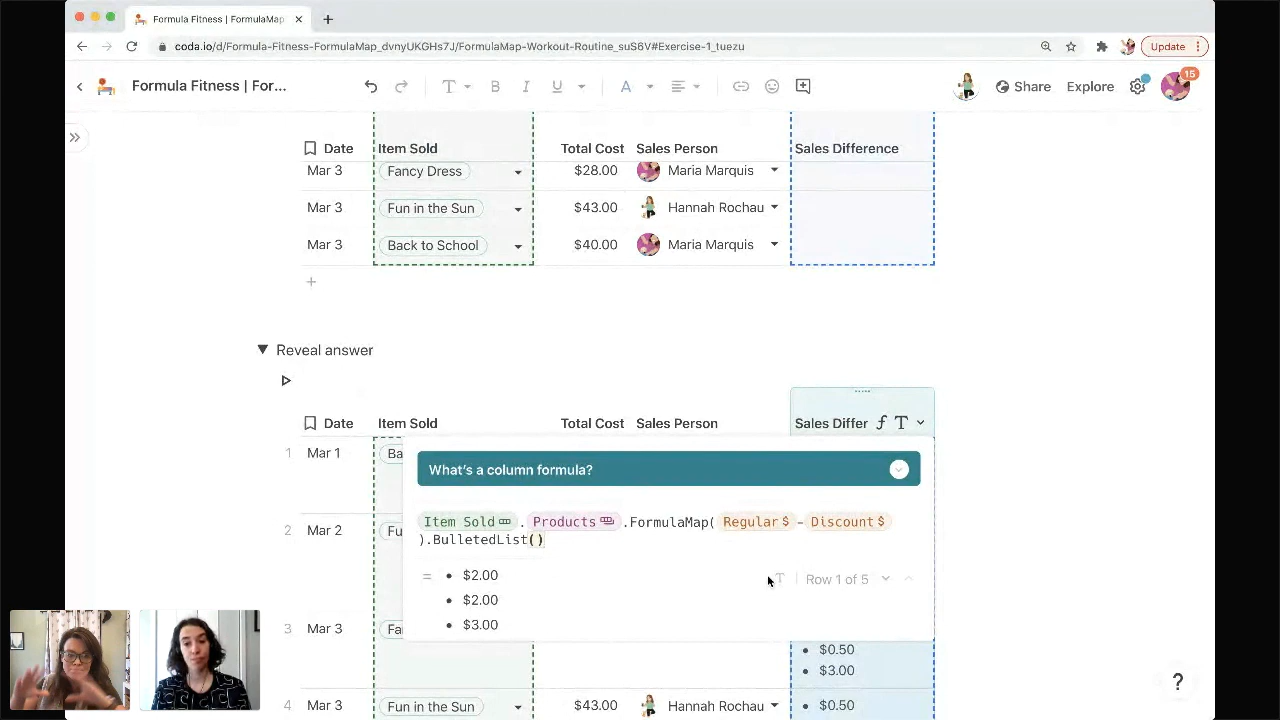 Formula Fitness | FormulaMap
coda.io/d/Formula-Fitness-FormulaMap_dvnyUKGHs7J/FormulaMap-Workout-Routine_suS6V#Exercise-1_tuezu
Update
Formula Fitness | For...
T B I U A
Share Explore 15
Date Item Sold Total Cost Sales Person Sales Difference
Mar 3 Fancy Dress $28.00 Maria Marquis
Mar 3 Fun in the Sun $43.00 Hannah Rochau
Mar 3 Back to School $40.00 Maria Marquis
+
Reveal answer
Date Item Sold Total Cost Sales Person Sales Differ f T
1 Mar 1 Ba
What's a column formula?
2 Mar 2 Fu
Item Sold . Products .FormulaMap( Regular $ - Discount $
).BulletedList()
= • $2.00
T Row 1 of 5
• $2.00
• $3.00
3 Mar 3 Fa
• $0.50
• $3.00
4 Mar 3 Fun in the Sun $43.00 Hannah Rochau • $0.50
?